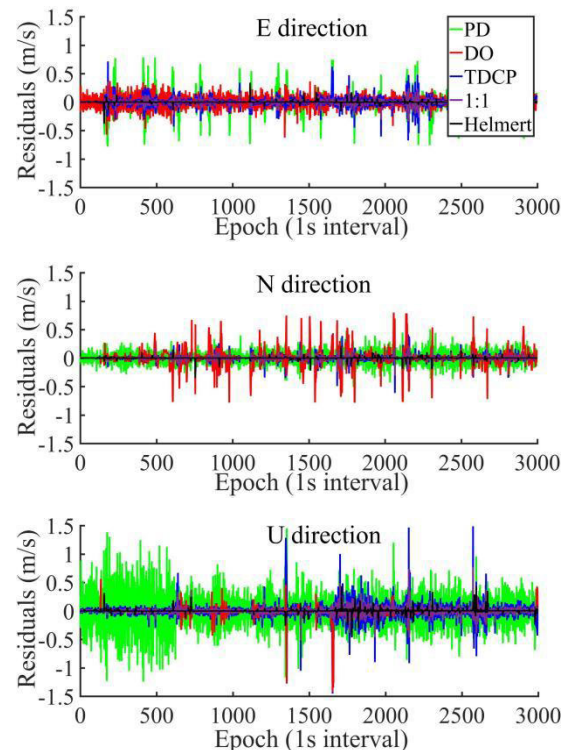 E direction
PD
DO
TDCP
1:1
Helmert
Residuals (m/s)
1.5
1
0.5
0
-0.5
-1
-1.5
0 500 1000 1500 2000 2500 3000
Epoch (1s interval)
N direction
Residuals (m/s)
1.5
1
0.5
0
-0.5
-1
-1.5
0 500 1000 1500 2000 2500 3000
Epoch (1s interval)
U direction
Residuals (m/s)
1.5
1
0.5
0
-0.5
-1
-1.5
0 500 1000 1500 2000 2500 3000
Epoch (1s interval)